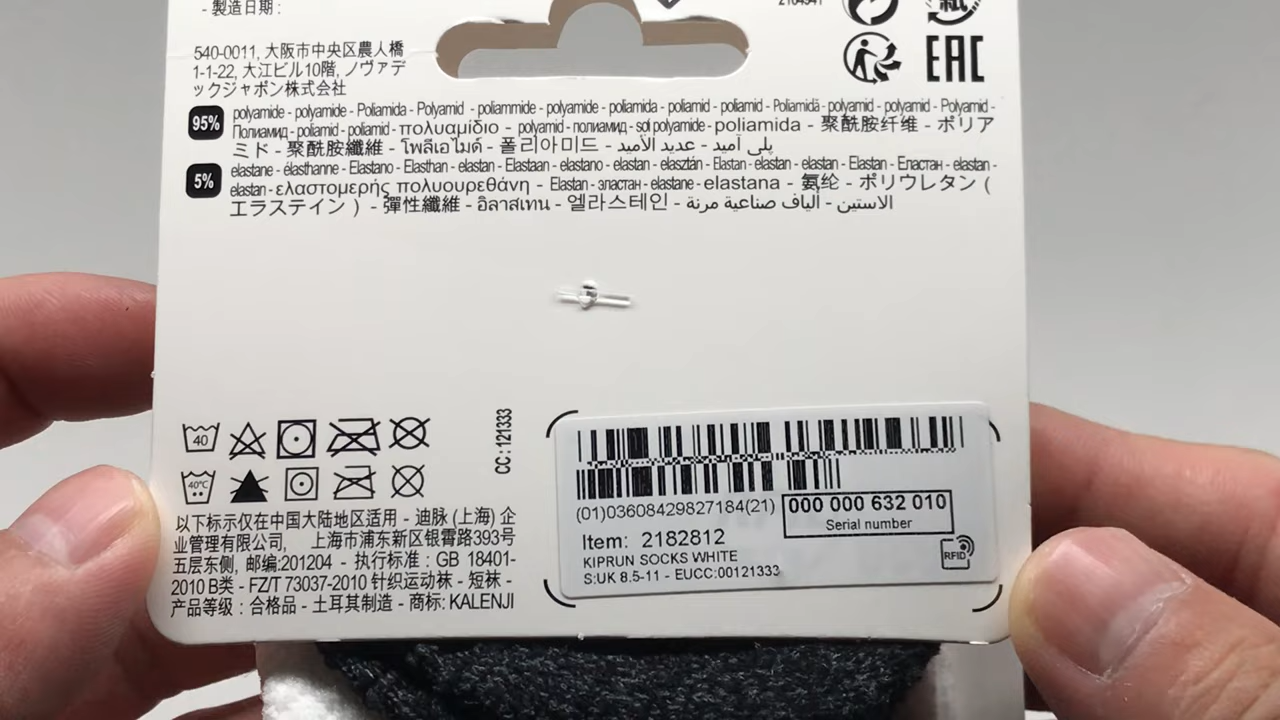 - 製造日期 :
540-0011, 大阪市中央区農人橋
1-1-22, 大江ビル10階, ノヴァデ
ックジャポン株式会社
EAC
95%
polyamide - polyamide - Poliamida - Polyamid - poliammide - polyamide - poliamida - poliamid - poliamid - Poliamidă - polyamid - polyamid - Polyamid -
Полиамид - poliamid - poliamid - πολυαμίδιο - polyamid - полиамид - sợi polyamide - poliamida - 聚酰胺纤维 - ポリア
ミド - 聚酰胺纖維 - โพลีเอไมด์ - 폴리아미드 - پلی آمید - عديد الأميد
5%
elastane - élasthanne - Elastano - Elasthan - elastan - Elastaan - elastano - elastan - elasztán - Elastan - elastan - elastan - Elastan - Еластан - elastan -
elastan - ελαστομερής πολυουρεθάνη - Elastan - эластан - elastane - elastana - 氨纶 - ポリウレタン (
エラステイン ) - 彈性纖維 - อิลาสเทน - 엘라스테인 - الاستين - ألياف صناعية مرنة
40
40°C
CC : 121333
以下标示仅在中国大陆地区适用 - 迪脉 (上海) 企
业管理有限公司, 上海市浦东新区银霄路393号
五层东侧, 邮编:201204 - 执行标准 : GB 18401-
2010 B类 - FZ/T 73037-2010 针织运动袜 - 短袜 -
产品等级 : 合格品 - 土耳其制造 - 商标: KALENJI
(01)03608429827184(21)
000 000 632 010
Serial number
Item: 2182812
KIPRUN SOCKS WHITE
S:UK 8.5-11 - EUCC:00121333
RFID